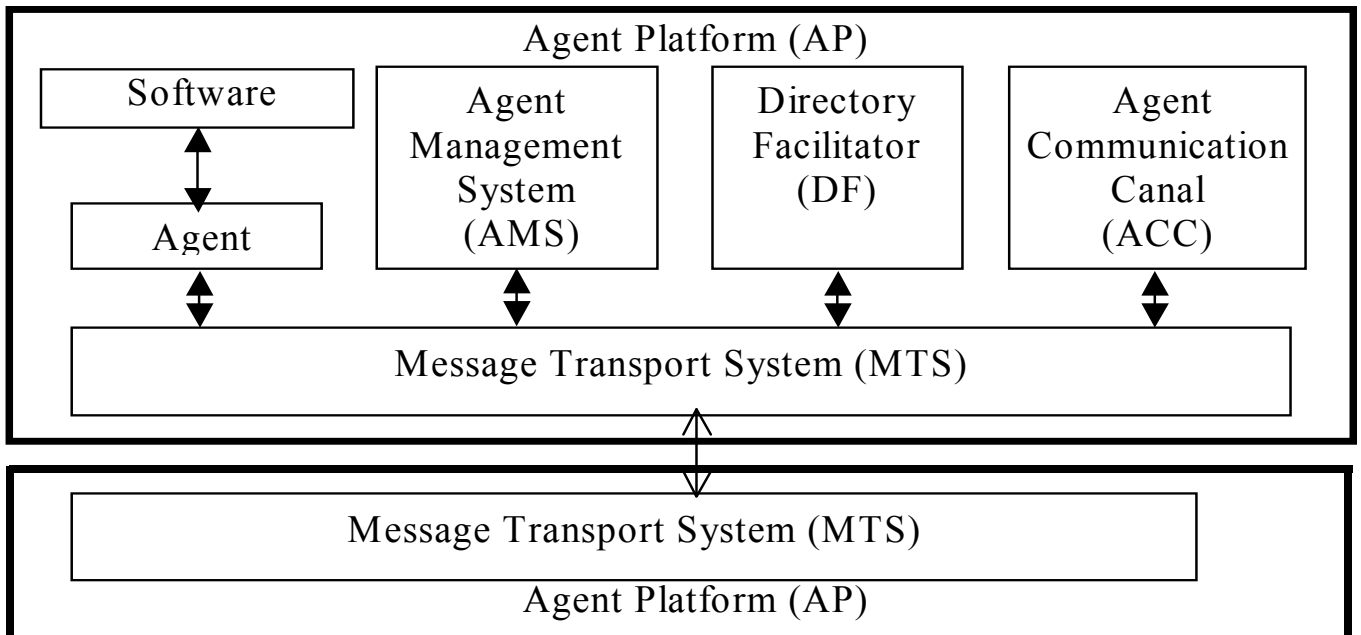 Agent Platform (AP)
Software
Agent
Agent
Management
System
(AMS)
Directory
Facilitator
(DF)
Agent
Communication
Canal
(ACC)
Message Transport System (MTS)
Message Transport System (MTS)
Agent Platform (AP)